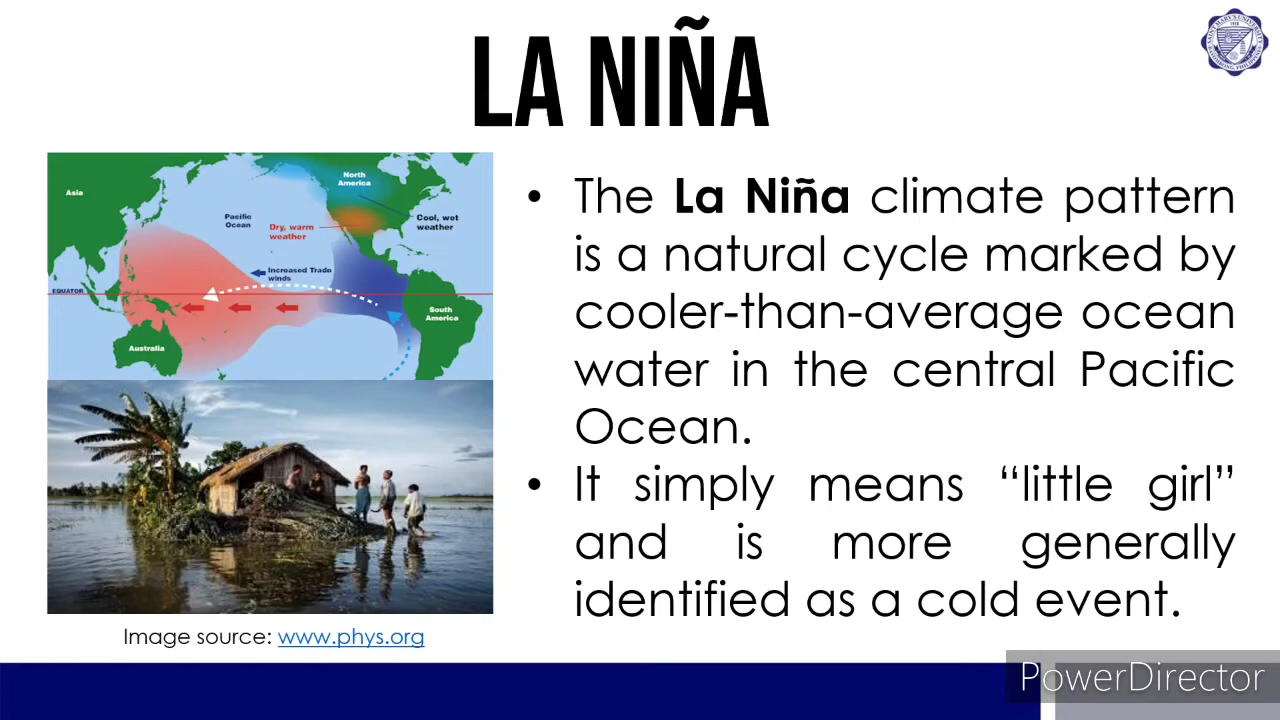 LA NIÑA
Asia
North
America
Pacific
Ocean
Dry, warm
weather
Cool, wet
weather
Increased Trade
winds
EQUATOR
South
America
Australia
• The La Niña climate pattern
is a natural cycle marked by
cooler-than-average ocean
water in the central Pacific
Ocean.
• It simply means “little girl”
and is more generally
identified as a cold event.
Image source: www.phys.org
PowerDirector